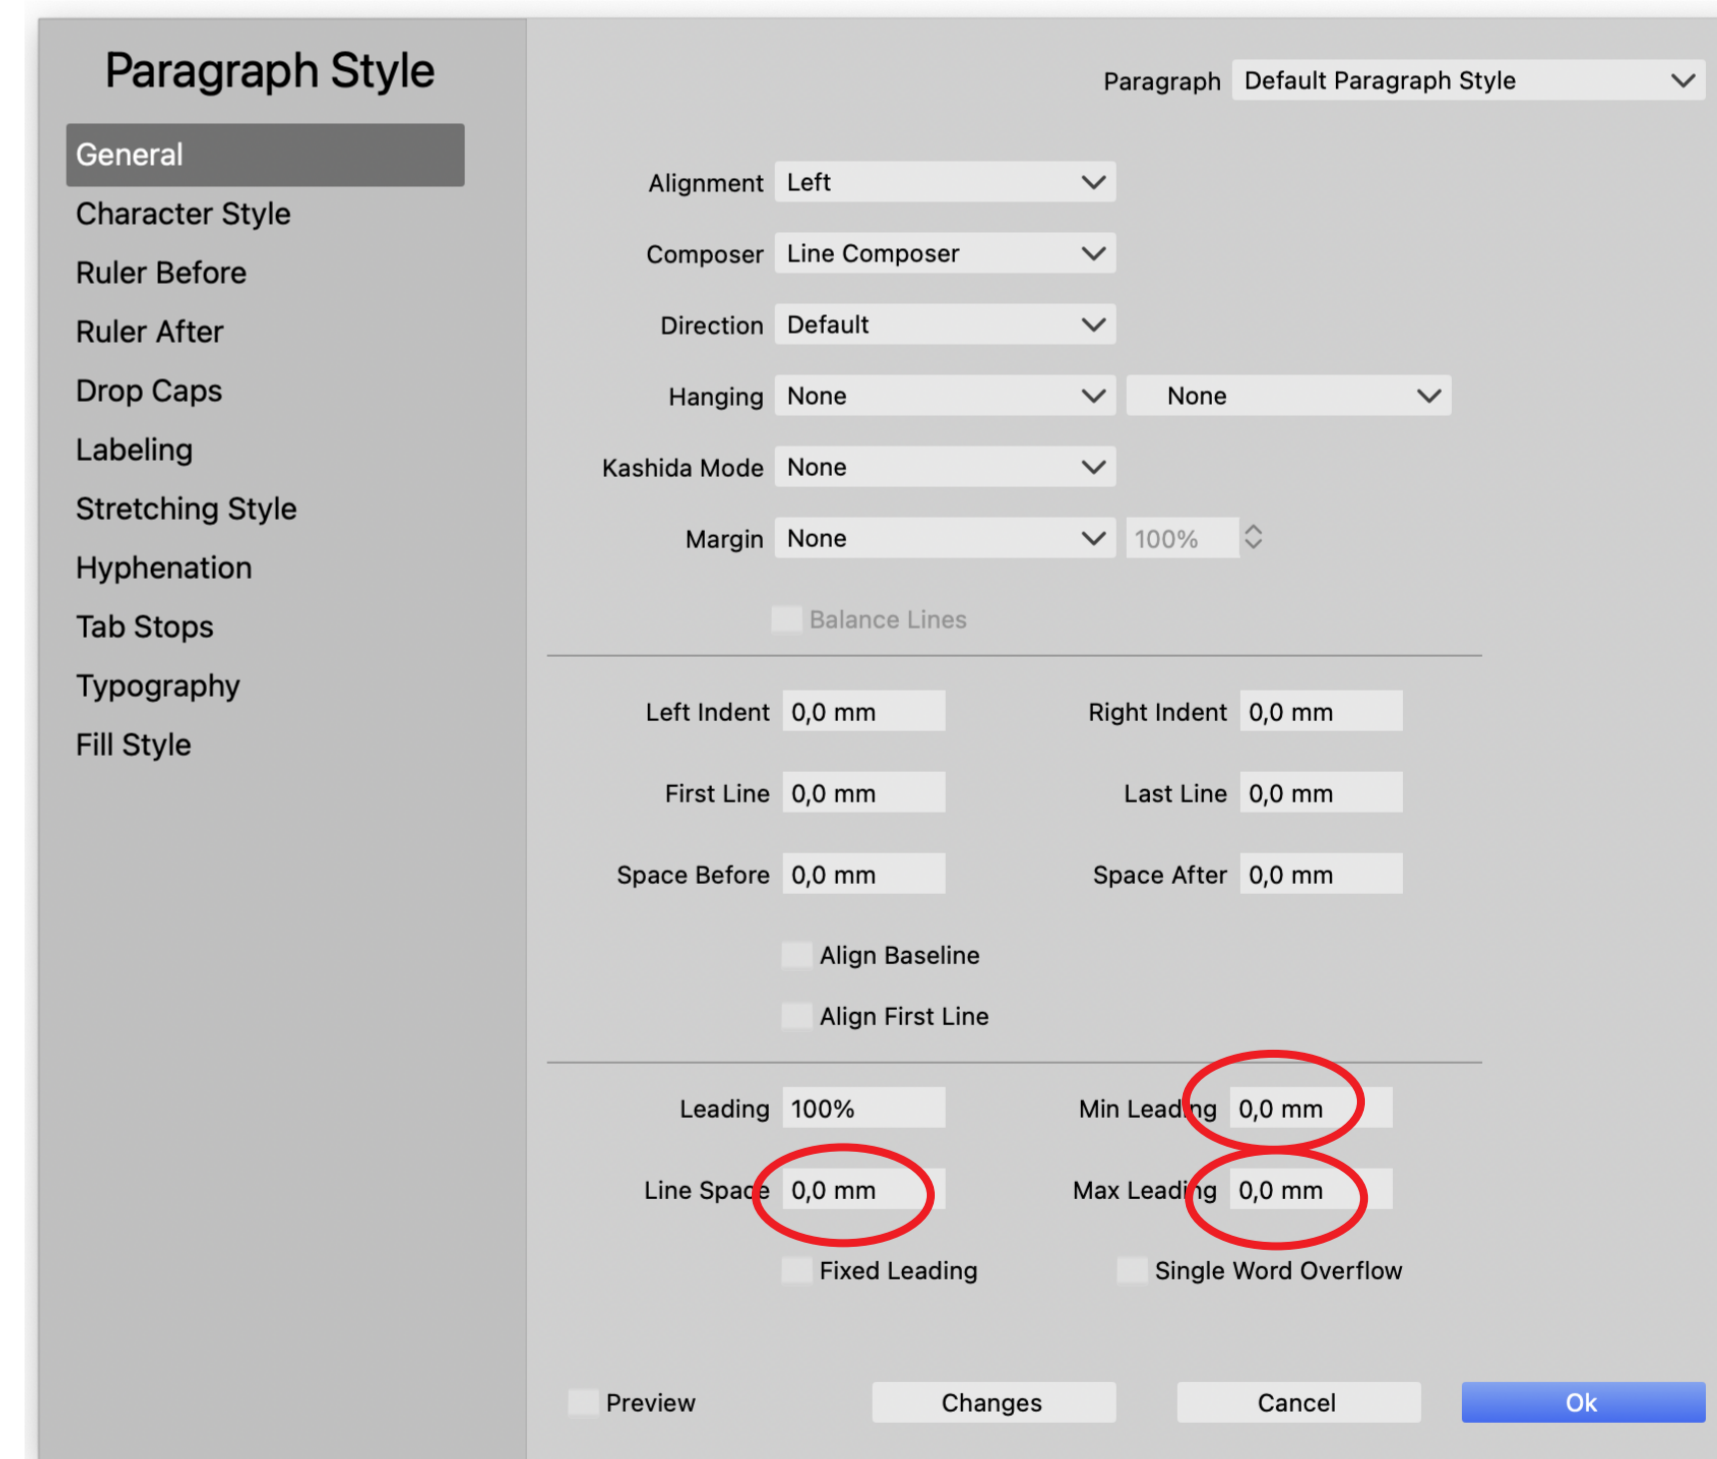 Paragraph Style
General
Character Style
Ruler Before
Ruler After
Drop Caps
Labeling
Stretching Style
Hyphenation
Tab Stops
Typography
Fill Style
Paragraph Default Paragraph Style
Alignment Left
Composer Line Composer
Direction Default
Hanging None None
Kashida Mode None
Margin None 100%
Balance Lines
Left Indent 0,0 mm Right Indent 0,0 mm
First Line 0,0 mm Last Line 0,0 mm
Space Before 0,0 mm Space After 0,0 mm
Align Baseline
Align First Line
Leading 100% Min Leading 0,0 mm
Line Space 0,0 mm Max Leading 0,0 mm
Fixed Leading Single Word Overflow
Preview Changes Cancel Ok